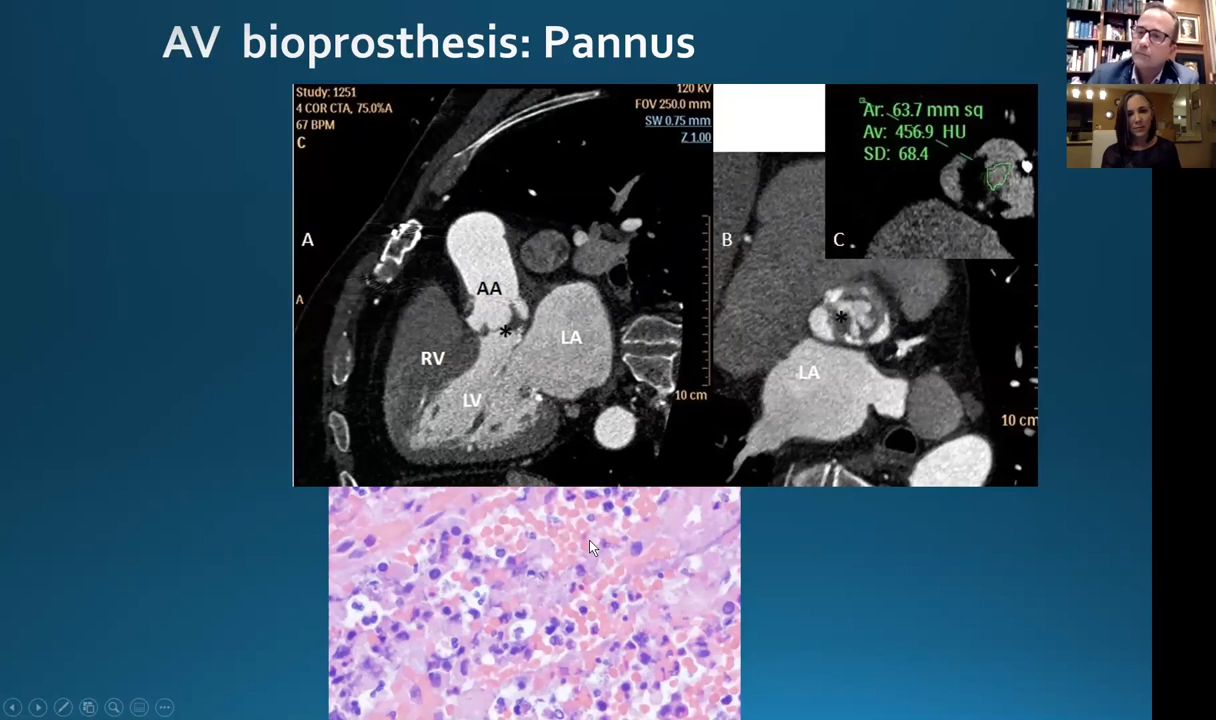 AV bioprosthesis: Pannus
Study: 1251
4 COR CTA, 75.0%A
67 BPM
C
120 kV
FOV 250.0 mm
SW 0.75 mm
Z 1.00
Ar: 63.7 mm sq
Av: 456.9 HU
SD: 68.4
A
B
C
A
AA
*
LA
RV
LV
10 cm
*
LA
10 cm